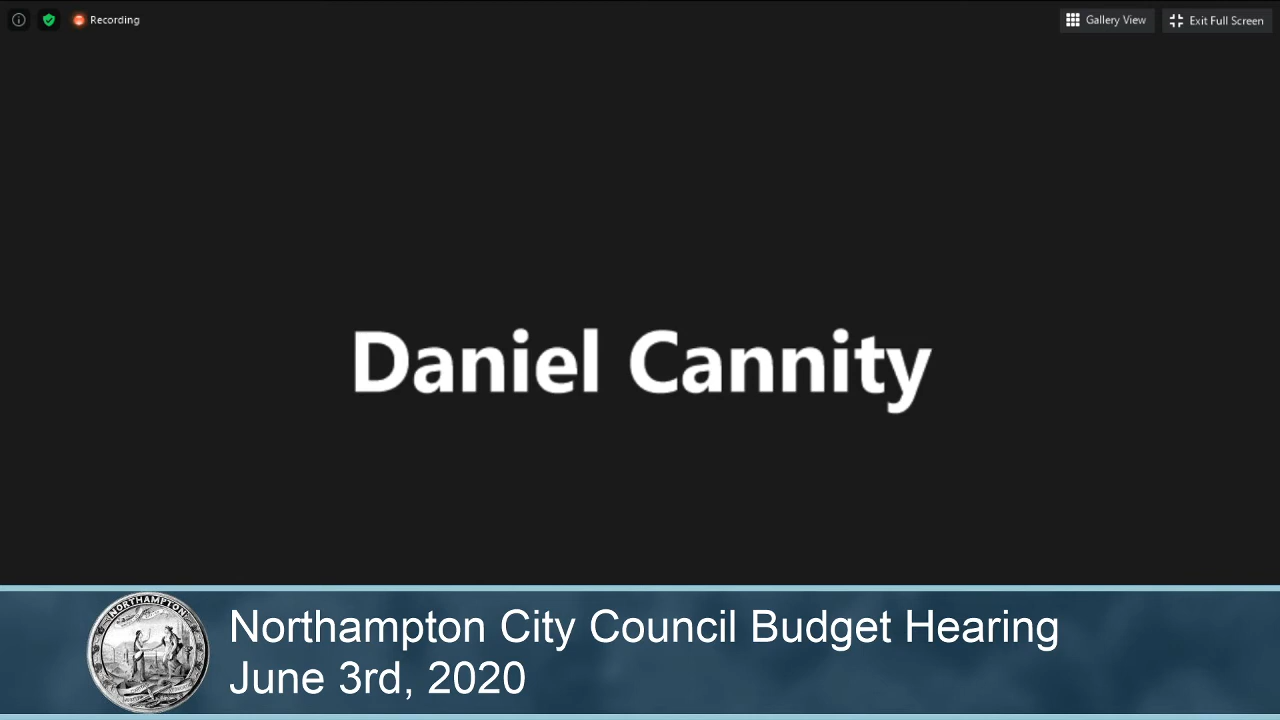 Recording
Gallery View
Exit Full Screen
Daniel Cannity
NORTHAMPTON
Northampton City Council Budget Hearing
June 3rd, 2020